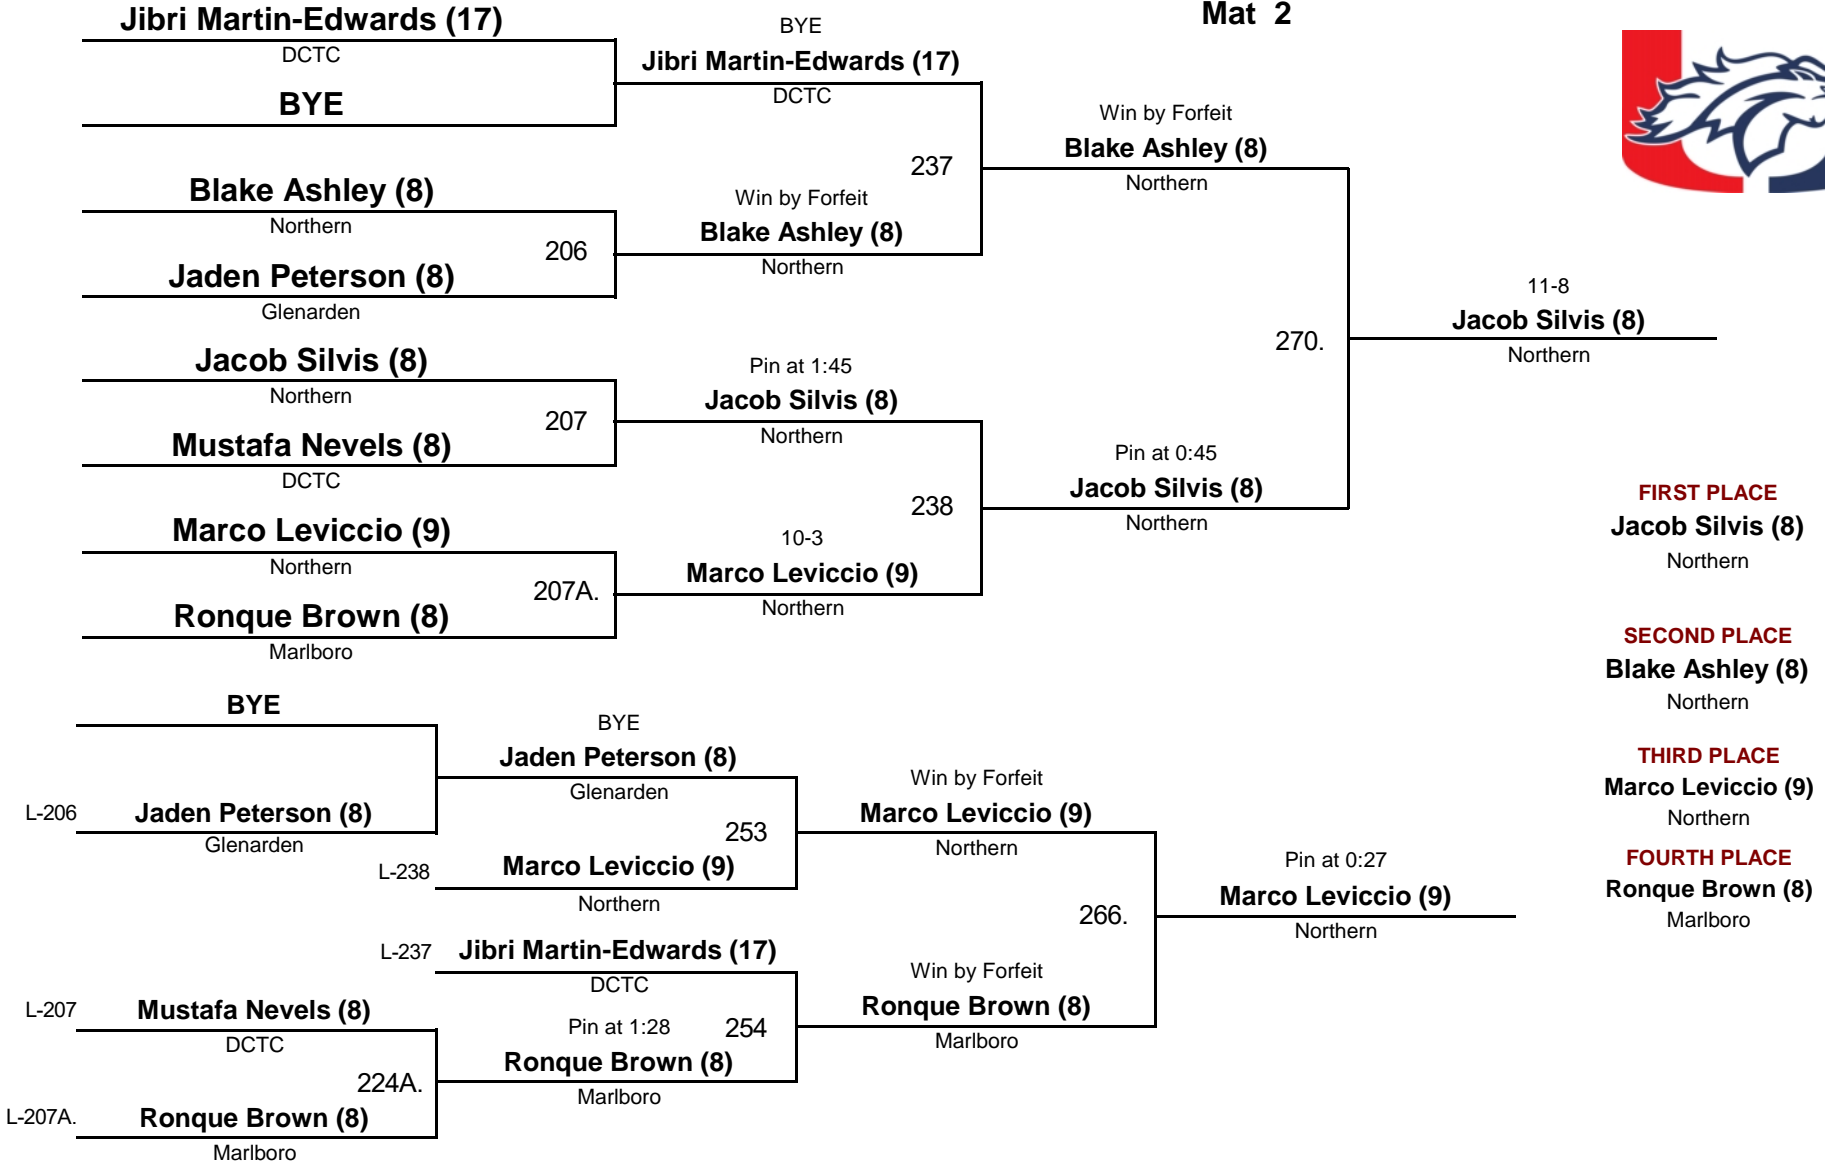 Mat 2
Jibri Martin-Edwards (17)
DCTC
BYE
Blake Ashley (8)
Northern
206
Jaden Peterson (8)
Glenarden
Jacob Silvis (8)
Northern
207
Mustafa Nevels (8)
DCTC
Marco Leviccio (9)
Northern
207A.
Ronque Brown (8)
Marlboro
BYE
Jibri Martin-Edwards (17)
DCTC
237
Win by Forfeit
Blake Ashley (8)
Northern
Pin at 1:45
Jacob Silvis (8)
Northern
238
10-3
Marco Leviccio (9)
Northern
Win by Forfeit
Blake Ashley (8)
Northern
270.
Pin at 0:45
Jacob Silvis (8)
Northern
11-8
Jacob Silvis (8)
Northern
FIRST PLACE
Jacob Silvis (8)
Northern
SECOND PLACE
Blake Ashley (8)
Northern
THIRD PLACE
Marco Leviccio (9)
Northern
FOURTH PLACE
Ronque Brown (8)
Marlboro
BYE
L-206
Jaden Peterson (8)
Glenarden
L-207
Mustafa Nevels (8)
DCTC
224A.
L-207A.
Ronque Brown (8)
Marlboro
BYE
Jaden Peterson (8)
Glenarden
253
L-238
Marco Leviccio (9)
Northern
L-237
Jibri Martin-Edwards (17)
DCTC
Pin at 1:28
254
Ronque Brown (8)
Marlboro
Win by Forfeit
Marco Leviccio (9)
Northern
266.
Win by Forfeit
Ronque Brown (8)
Marlboro
Pin at 0:27
Marco Leviccio (9)
Northern